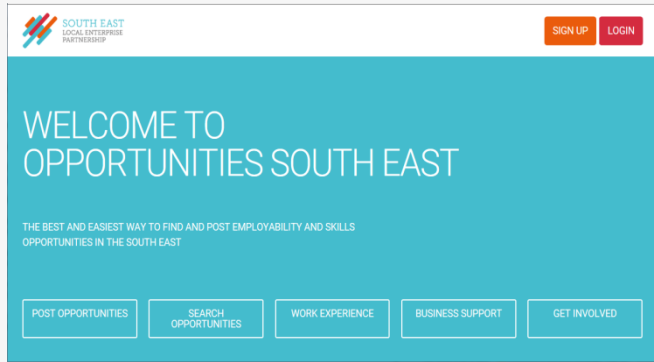 SOUTH EAST
LOCAL ENTERPRISE
PARTNERSHIP
SIGN UP
LOGIN
WELCOME TO
OPPORTUNITIES SOUTH EAST
THE BEST AND EASIEST WAY TO FIND AND POST EMPLOYABILITY AND SKILLS
OPPORTUNITIES IN THE SOUTH EAST
POST OPPORTUNITIES
SEARCH
OPPORTUNITIES
WORK EXPERIENCE
BUSINESS SUPPORT
GET INVOLVED